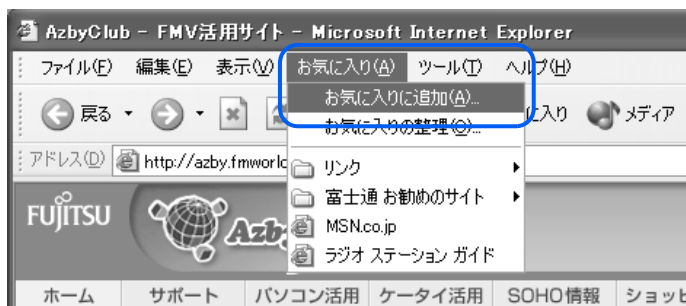 AzbyClub - FMV活用サイト - Microsoft Internet Explorer
ファイル(F) 編集(E) 表示(V) お気に入り(A) ツール(T) ヘルプ(H)
お気に入りに追加(A)...
戻る に入り メディア
お気に入りの整理(O)...
アドレス(D) http://azby.fmworld
リンク
富士通 お勧めのサイト
FUJITSU Azby
MSN.co.jp
ラジオ ステーション ガイド
ホーム サポート パソコン活用 ケータイ活用 SOHO情報 ショッピ